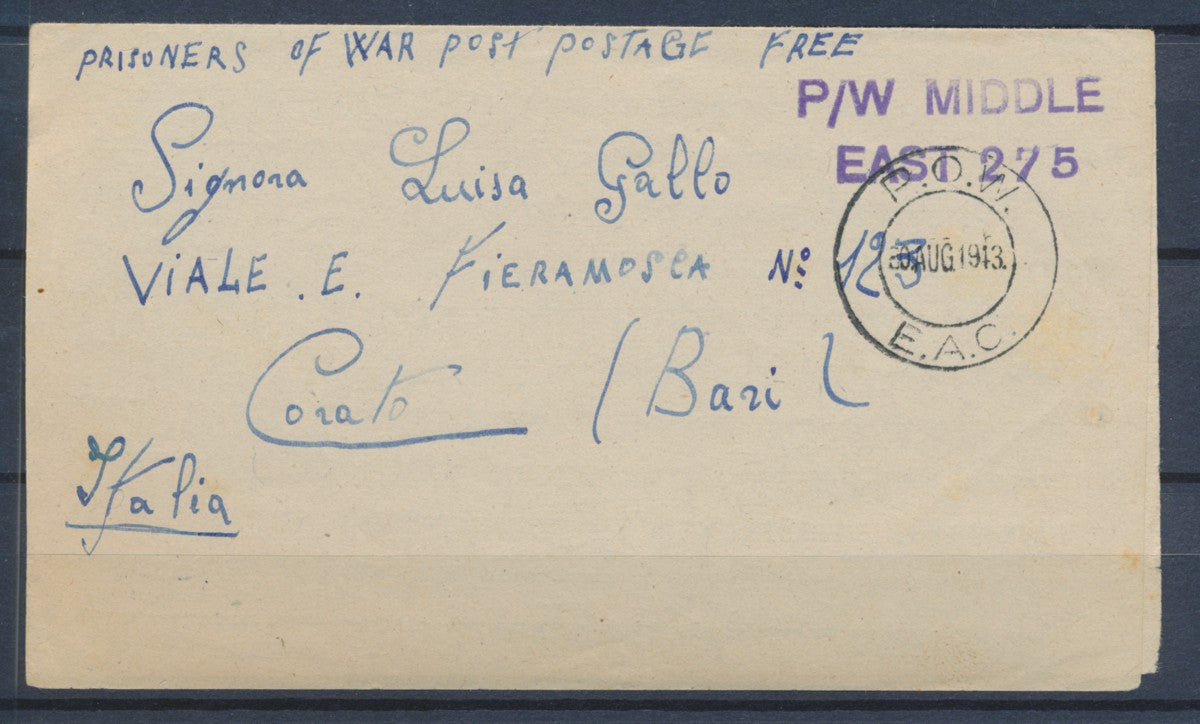 PRISONERS OF WAR POST POSTAGE FREE
P/W MIDDLE
EAST 275
Signora Luisa Gallo
VIALE . E. FIERAMOSCA Nº 123
P.O.W.
AUG 1943.
E.A.C.
Corato (Bari)
Italia